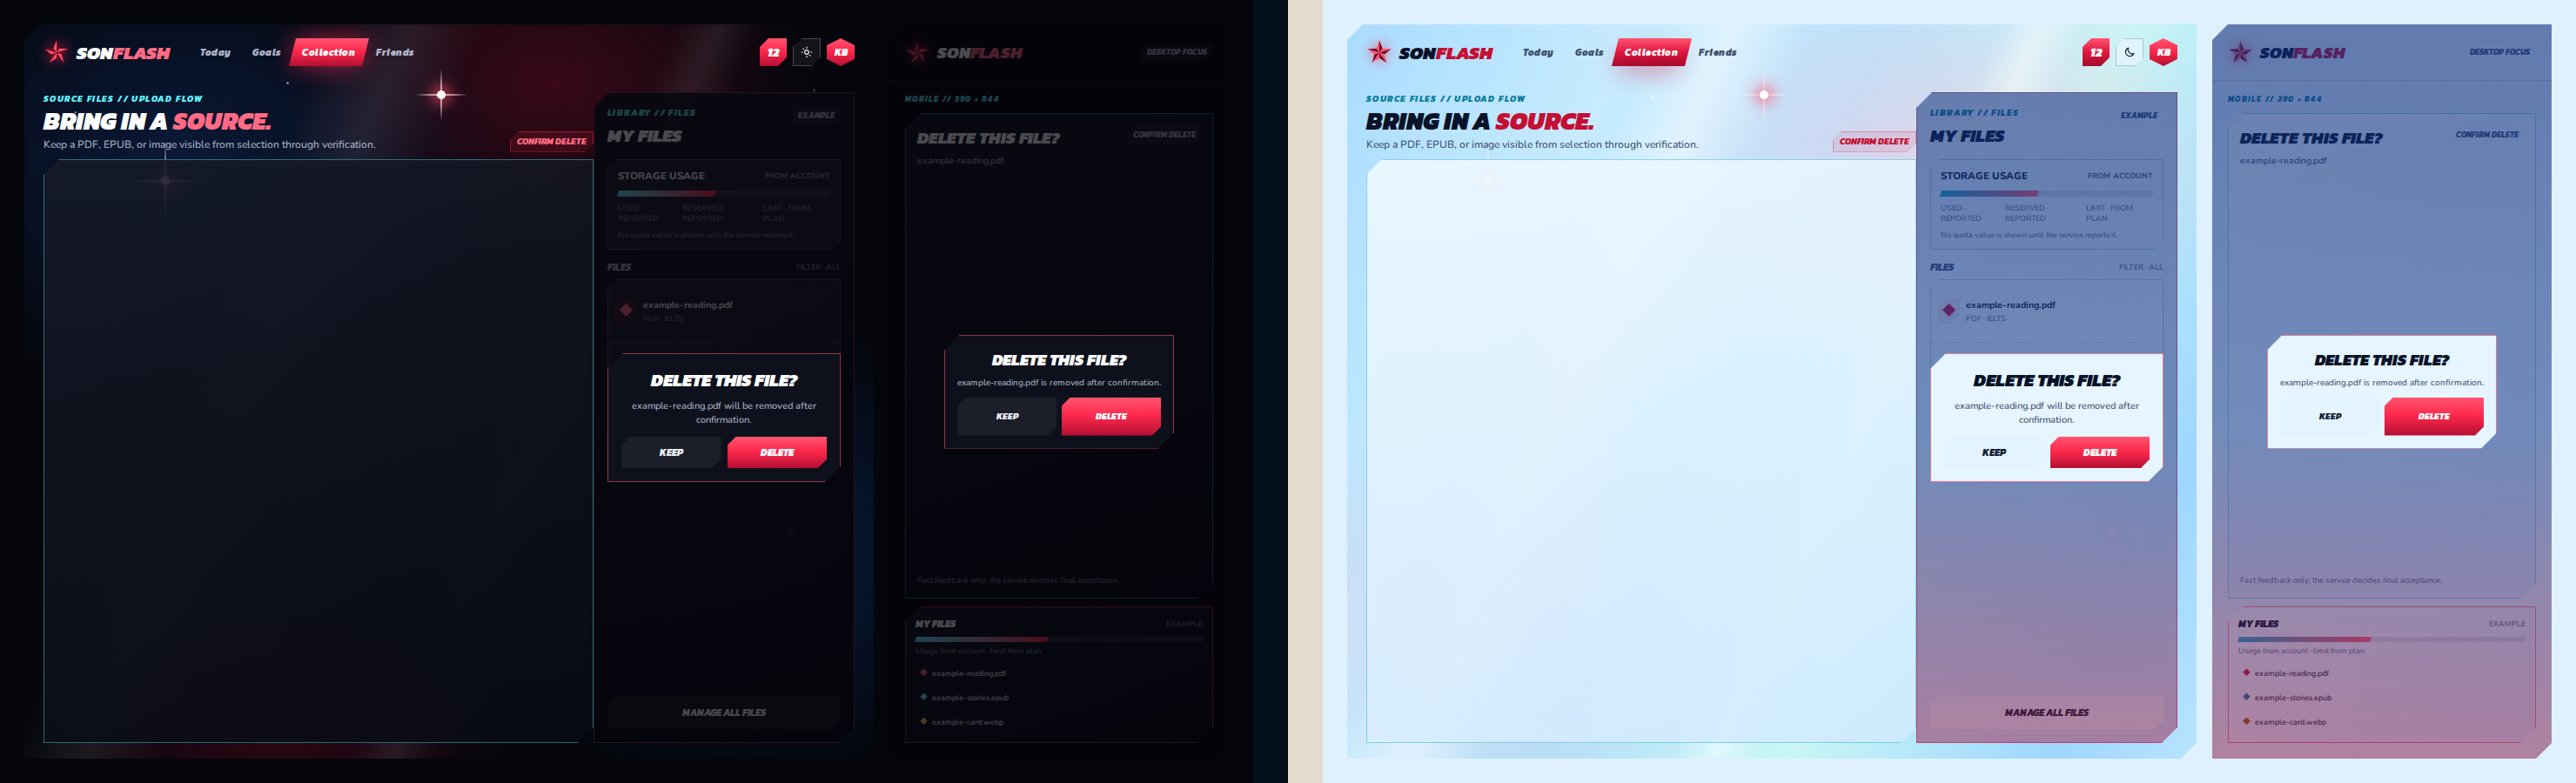 SONFLASH
Today Goals Collection Friends
12
KB
SOURCE FILES // UPLOAD FLOW
BRING IN A SOURCE.
Keep a PDF, EPUB, or image visible from selection through verification.
CONFIRM DELETE
LIBRARY // FILES
EXAMPLE
MY FILES
STORAGE USAGE
FROM ACCOUNT
USED · REPORTED
RESERVED · REPORTED
LIMIT · FROM PLAN
No quota value is shown until the service reports it.
FILES
FILTER · ALL
example-reading.pdf
PDF · IELTS
DELETE THIS FILE?
example-reading.pdf will be removed after
confirmation.
KEEP
DELETE
MANAGE ALL FILES
SONFLASH
DESKTOP FOCUS
MOBILE // 390 × 844
DELETE THIS FILE?
CONFIRM DELETE
example-reading.pdf
DELETE THIS FILE?
example-reading.pdf is removed after confirmation.
KEEP
DELETE
Fast feedback only; the service decides final acceptance.
MY FILES
EXAMPLE
Usage from account · limit from plan
example-reading.pdf
example-stories.epub
example-card.webp
SONFLASH
Today Goals Collection Friends
12
KB
SOURCE FILES // UPLOAD FLOW
BRING IN A SOURCE.
Keep a PDF, EPUB, or image visible from selection through verification.
CONFIRM DELETE
LIBRARY // FILES
EXAMPLE
MY FILES
STORAGE USAGE
FROM ACCOUNT
USED · REPORTED
RESERVED · REPORTED
LIMIT · FROM PLAN
No quota value is shown until the service reports it.
FILES
FILTER · ALL
example-reading.pdf
PDF · IELTS
DELETE THIS FILE?
example-reading.pdf will be removed after
confirmation.
KEEP
DELETE
MANAGE ALL FILES
SONFLASH
DESKTOP FOCUS
MOBILE // 390 × 844
DELETE THIS FILE?
CONFIRM DELETE
example-reading.pdf
DELETE THIS FILE?
example-reading.pdf is removed after confirmation.
KEEP
DELETE
Fast feedback only; the service decides final acceptance.
MY FILES
EXAMPLE
Usage from account · limit from plan
example-reading.pdf
example-stories.epub
example-card.webp